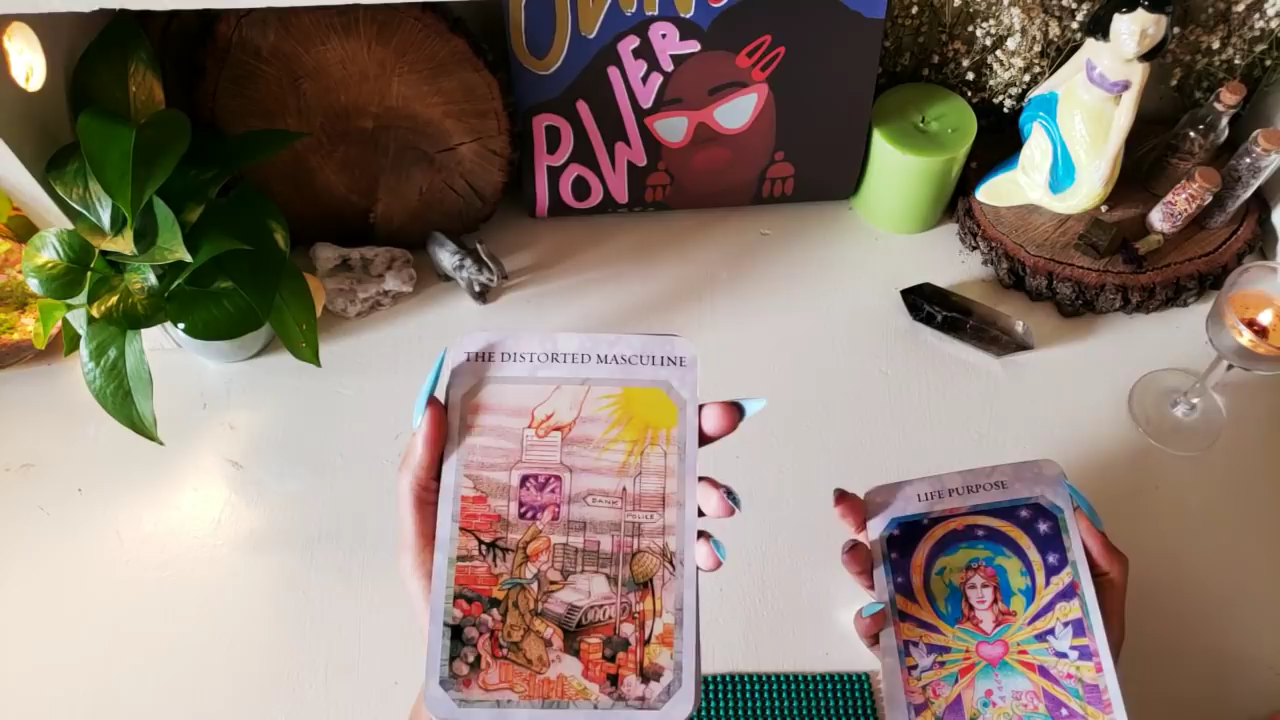 POWER
THE DISTORTED MASCULINE
BANK
POLICE
LIFE PURPOSE